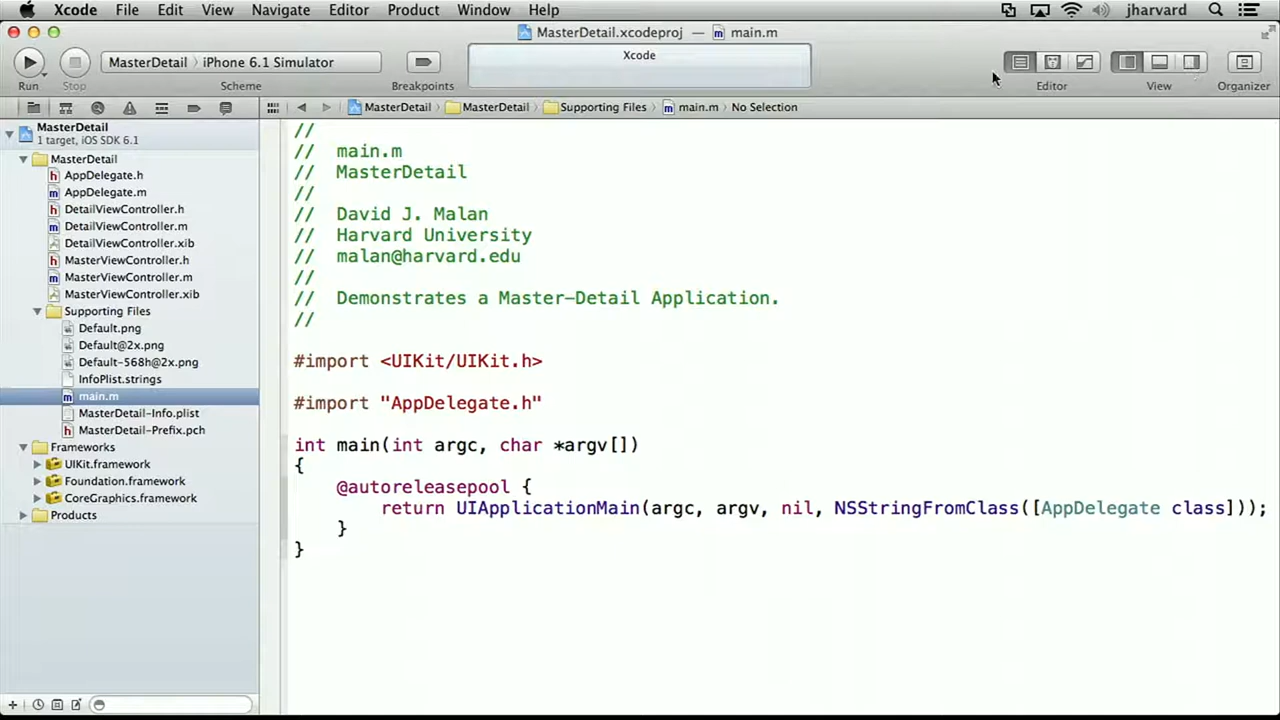 Xcode File Edit View Navigate Editor Product Window Help jharvard
MasterDetail.xcodeproj — main.m
MasterDetail iPhone 6.1 Simulator
Xcode
Run Stop Scheme Breakpoints Editor View Organizer
MasterDetail MasterDetail Supporting Files main.m No Selection
MasterDetail
1 target, iOS SDK 6.1
MasterDetail
AppDelegate.h
AppDelegate.m
DetailViewController.h
DetailViewController.m
DetailViewController.xib
MasterViewController.h
MasterViewController.m
MasterViewController.xib
Supporting Files
Default.png
Default@2x.png
Default-568h@2x.png
InfoPlist.strings
main.m
MasterDetail-Info.plist
MasterDetail-Prefix.pch
Frameworks
UIKit.framework
Foundation.framework
CoreGraphics.framework
Products
//
// main.m
// MasterDetail
//
// David J. Malan
// Harvard University
// malan@harvard.edu
//
// Demonstrates a Master-Detail Application.
//
#import <UIKit/UIKit.h>
#import "AppDelegate.h"
int main(int argc, char *argv[])
{
@autoreleasepool {
return UIApplicationMain(argc, argv, nil, NSStringFromClass([AppDelegate class]));
}
}